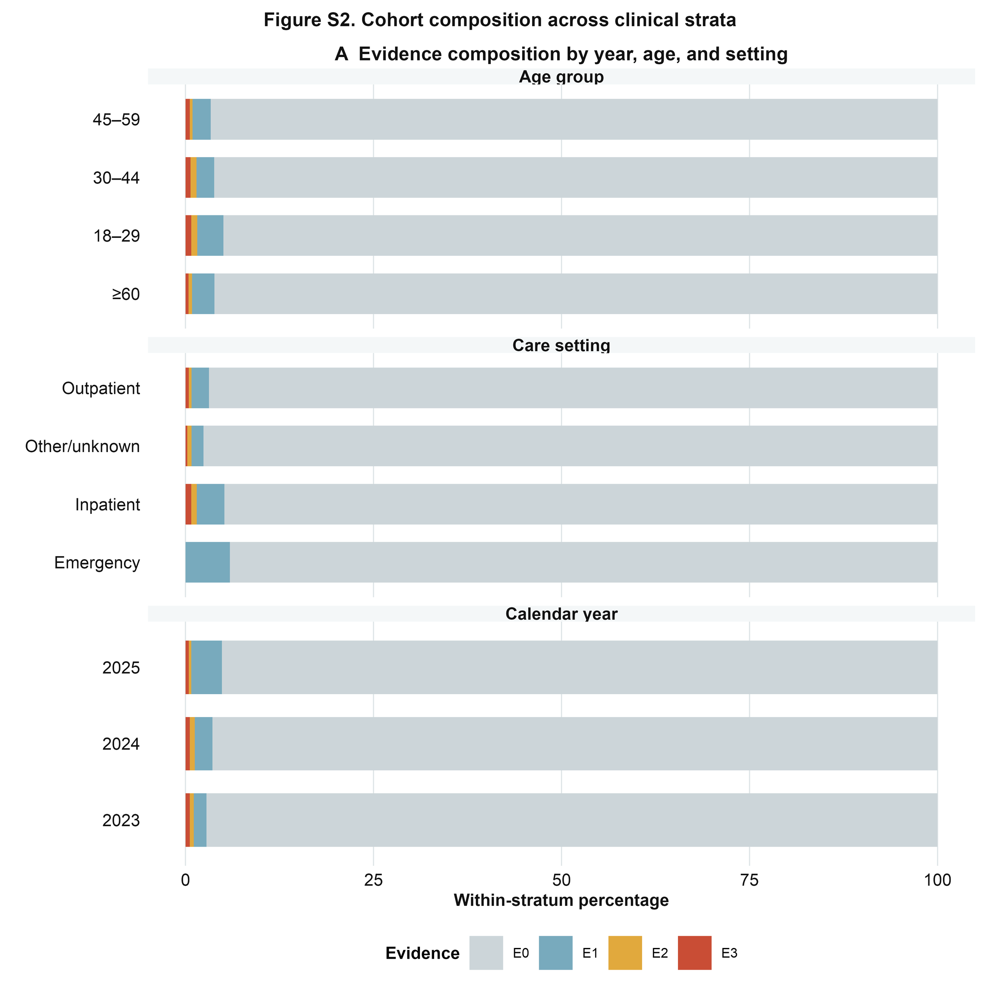 Figure S2. Cohort composition across clinical strata
A Evidence composition by year, age, and setting
Age group
45–59
30–44
18–29
≥60
Care setting
Outpatient
Other/unknown
Inpatient
Emergency
Calendar year
2025
2024
2023
0 25 50 75 100
Within-stratum percentage
Evidence E0 E1 E2 E3